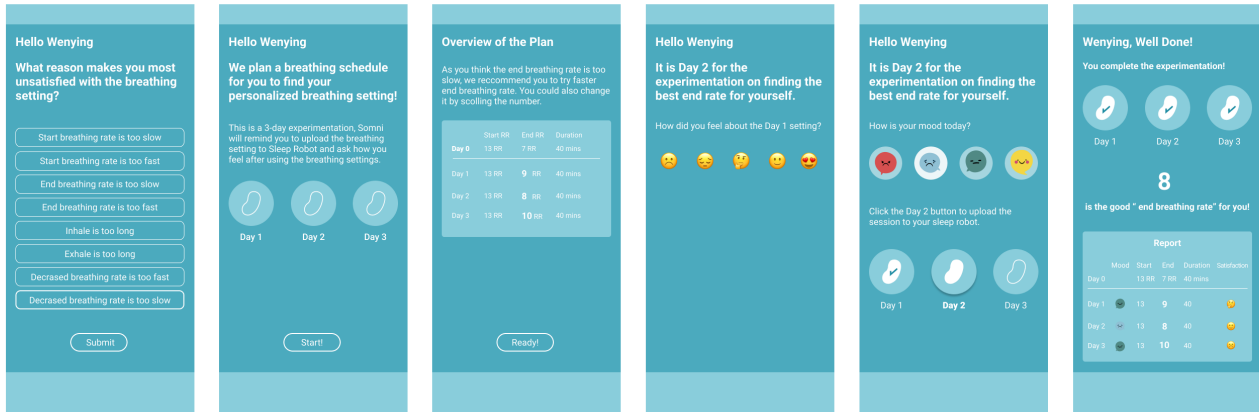 Hello Wenying
What reason makes you most
unsatisfied with the breathing
setting?
Start breathing rate is too slow
Start breathing rate is too fast
End breathing rate is too slow
End breathing rate is too fast
Inhale is too long
Exhale is too long
Decrased breathing rate is too fast
Decrased breathing rate is too slow
Submit
Hello Wenying
We plan a breathing schedule
for you to find your
personalized breathing setting!
This is a 3-day experimentation, Somni
will remind you to upload the breathing
setting to Sleep Robot and ask how you
feel after using the breathing settings.
Day 1 Day 2 Day 3
Start!
Overview of the Plan
As you think the end breathing rate is too
slow, we reccommend you to try faster
end breathing rate. You could also change
it by scolling the number.
Start RR End RR Duration
Day 0 13 RR 7 RR 40 mins
Day 1 13 RR 9 RR 40 mins
Day 2 13 RR 8 RR 40 mins
Day 3 13 RR 10 RR 40 mins
Ready!
Hello Wenying
It is Day 2 for the
experimentation on finding the
best end rate for yourself.
How did you feel about the Day 1 setting?
Hello Wenying
It is Day 2 for the
experimentation on finding the
best end rate for yourself.
How is your mood today?
Click the Day 2 button to upload the
session to your sleep robot.
Day 1 Day 2 Day 3
Wenying, Well Done!
You complete the experimentation!
Day 1 Day 2 Day 3
8
is the good " end breathing rate" for you!
Report
Mood Start End Duration Satisfaction
Day 0 13 RR 7 RR 40 mins
Day 1 13 9 40
Day 2 13 8 40
Day 3 13 10 40